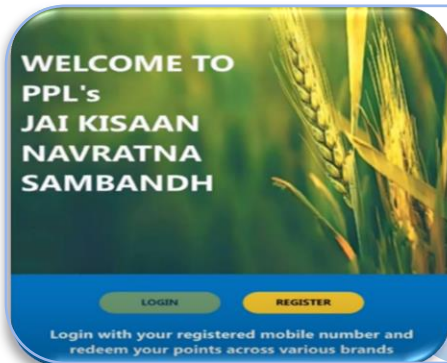 WELCOME TO
PPL's
JAI KISAAN
NAVRATNA
SAMBANDH
LOGIN
REGISTER
Login with your registered mobile number and
redeem your points across various brands